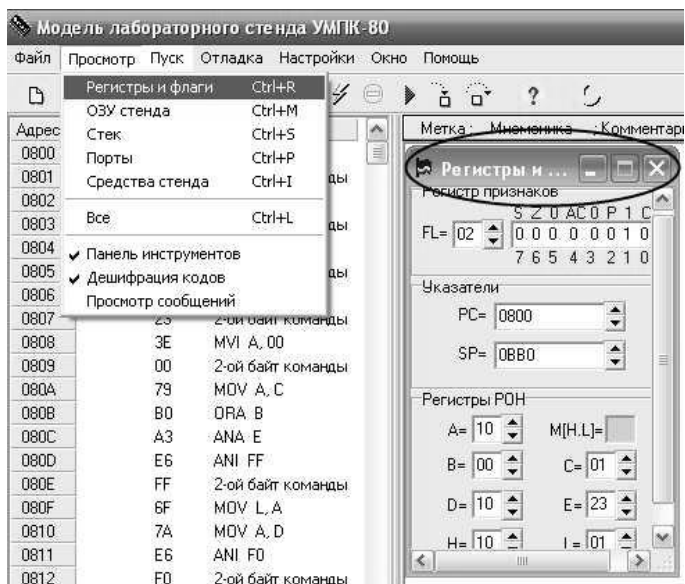 Модель лабораторного стенда УМПК-80
Файл Просмотр Пуск Отладка Настройки Окно Помощь
Регистры и флаги Ctrl+R
ОЗУ стенда Ctrl+M
Стек Ctrl+S
Порты Ctrl+P
Средства стенда Ctrl+I
Все Ctrl+L
Панель инструментов
Дешифрация кодов
Просмотр сообщений
?
Адрес
0800
0801 ды
0802
0803 ды
0804
0805 ды
0806
0807 23 2-ой байт команды
0808 3E MVI A, 00
0809 00 2-ой байт команды
080A 79 MOV A, C
080B B0 ORA B
080C A3 ANA E
080D E6 ANI FF
080E FF 2-ой байт команды
080F 6F MOV L, A
0810 7A MOV A, D
0811 E6 ANI F0
0812 F0 2-ой байт команды
Метка : Мнемоника ; Комментар
Регистры и ...
Регистр признаков
S Z 0 AC 0 P 1 C
FL= 02 0 0 0 0 0 0 1 0
7 6 5 4 3 2 1 0
Указатели
PC= 0800
SP= 0BB0
Регистры РОН
A= 10 M[H.L]=
B= 00 C= 01
D= 10 E= 23
H= 10 L= 01